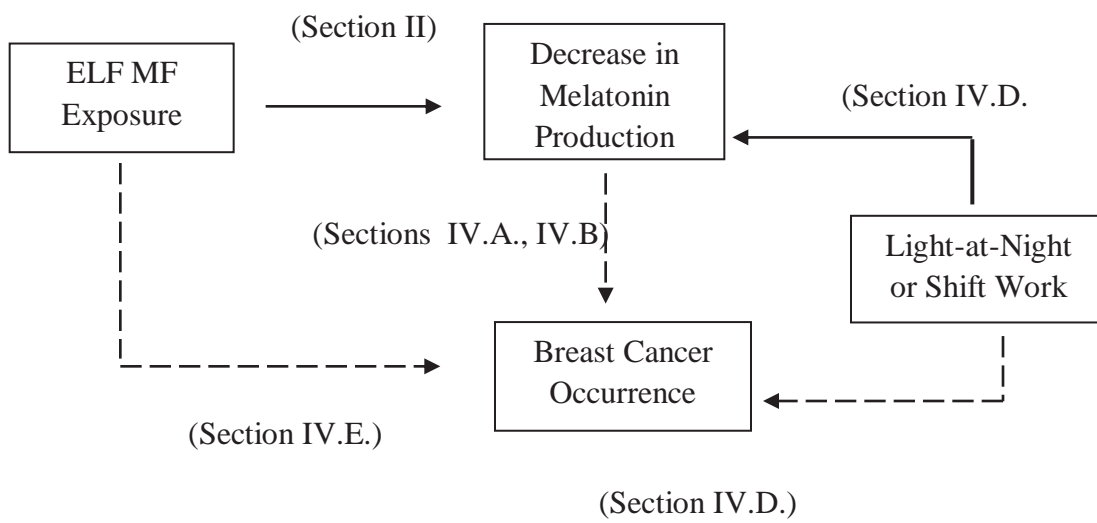 (Section II)
ELF MF
Exposure
Decrease in
Melatonin
Production
(Section IV.D.
(Sections  IV.A., IV.B)
Light-at-Night
or Shift Work
Breast Cancer
Occurrence
(Section IV.E.)
(Section IV.D.)